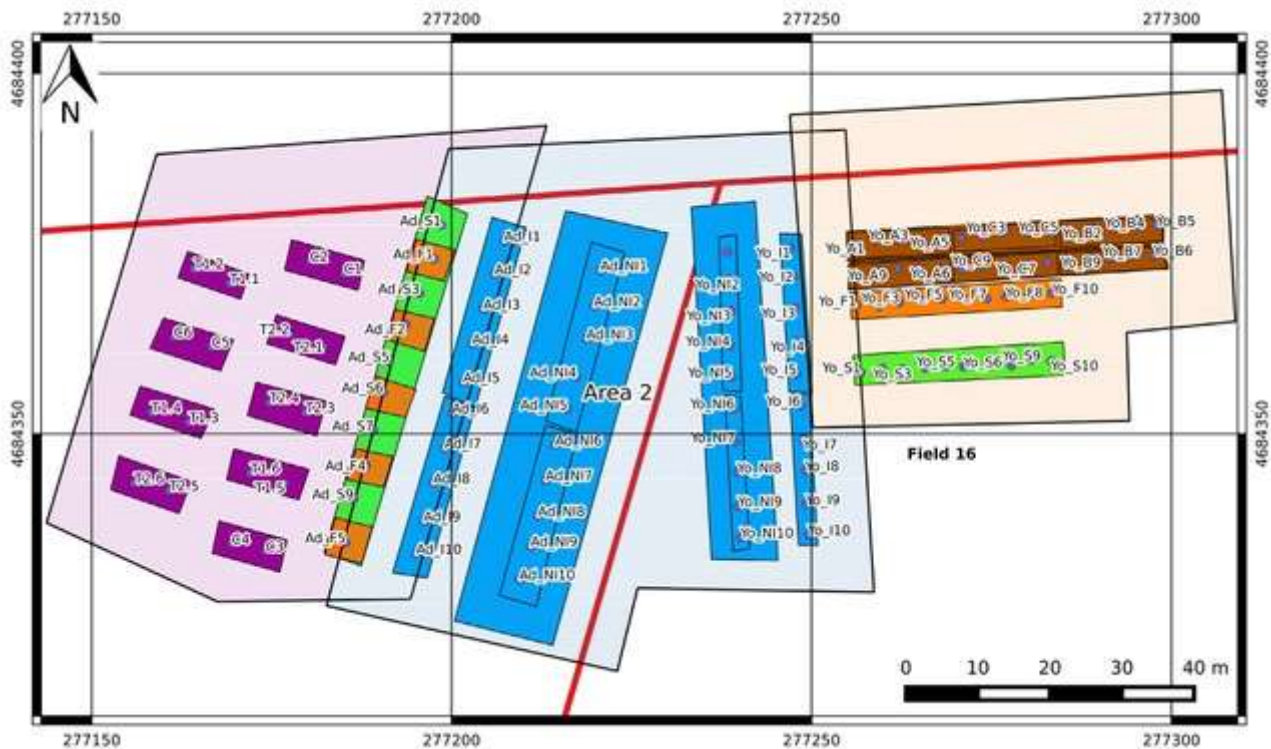 277150 277200 277250 277300
4684400 4684400
N
Ad_S1
Ad_F1
Ad_S3
Ad_F2
Ad_S5
Ad_S6
Ad_S7
Ad_F4
Ad_S9
Ad_F5
T1.2 T2.1
C2 C1
C6 C5
T2.2 T2.1
T1.4 T1.3
T2.4 T2.3
T2.6 T2.5
T1.6 T1.5
C4 C3
Ad_I1
Ad_I2
Ad_I3
Ad_I4
Ad_I5
Ad_I6
Ad_I7
Ad_I8
Ad_I9
Ad_I10
Ad_NI1
Ad_NI2
Ad_NI3
Ad_NI4
Ad_NI5
Ad_NI6
Ad_NI7
Ad_NI8
Ad_NI9
Ad_NI10
Area 2
Yo_NI2
Yo_NI3
Yo_NI4
Yo_NI5
Yo_NI6
Yo_NI7
Yo_NI8
Yo_NI9
Yo_NI10
Yo_I1
Yo_I2
Yo_I3
Yo_I4
Yo_I5
Yo_I6
Yo_I7
Yo_I8
Yo_I9
Yo_I10
Yo_A1 Yo_A3 Yo_A5 Yo_C3 Yo_C5 Yo_B2 Yo_B4 Yo_B5
Yo_A9 Yo_A6 Yo_C9 Yo_C7 Yo_B9 Yo_B7 Yo_B6
Yo_F1 Yo_F3 Yo_F5 Yo_F7 Yo_F8 Yo_F10
Yo_S1 Yo_S3 Yo_S5 Yo_S6 Yo_S9 Yo_S10
4684350 4684350
Field 16
0 10 20 30 40 m
277150 277200 277250 277300